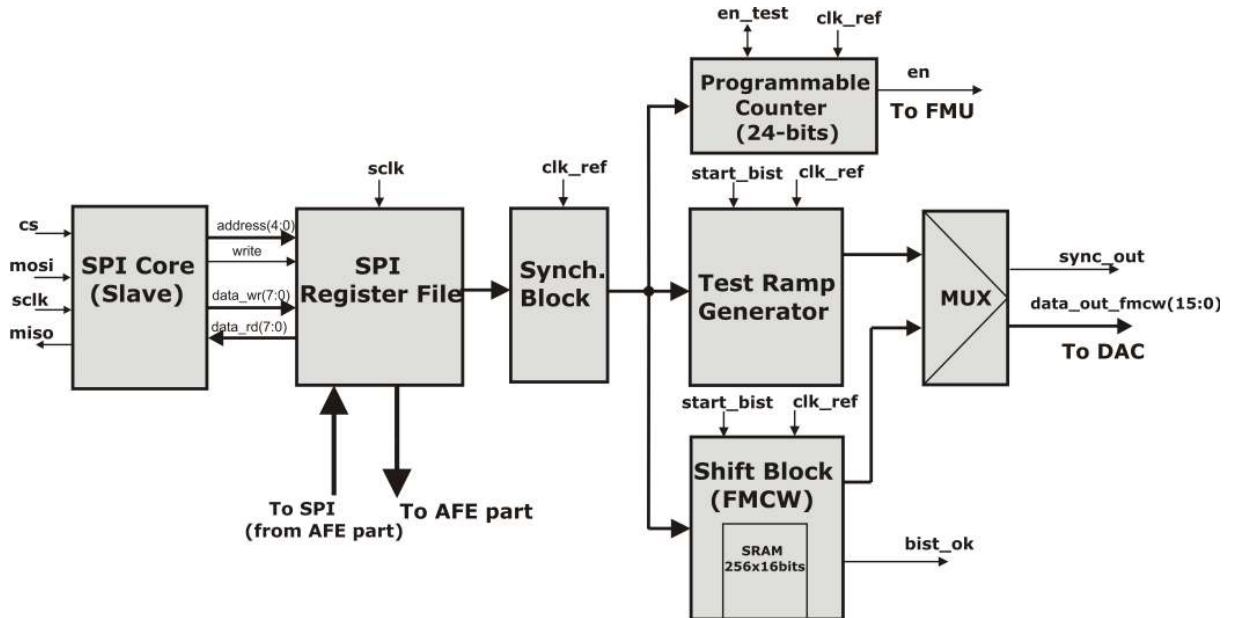 en_test
clk_ref
Programmable
Counter
(24-bits)
en
To FMU
cs
mosi
sclk
miso
SPI Core
(Slave)
address(4:0)
write
data_wr(7:0)
data_rd(7:0)
sclk
SPI
Register File
clk_ref
Synch.
Block
start_bist
clk_ref
Test Ramp
Generator
MUX
sync_out
data_out_fmcw(15:0)
To DAC
To SPI
(from AFE part)
To AFE part
start_bist
clk_ref
Shift Block
(FMCW)
SRAM
256x16bits
bist_ok